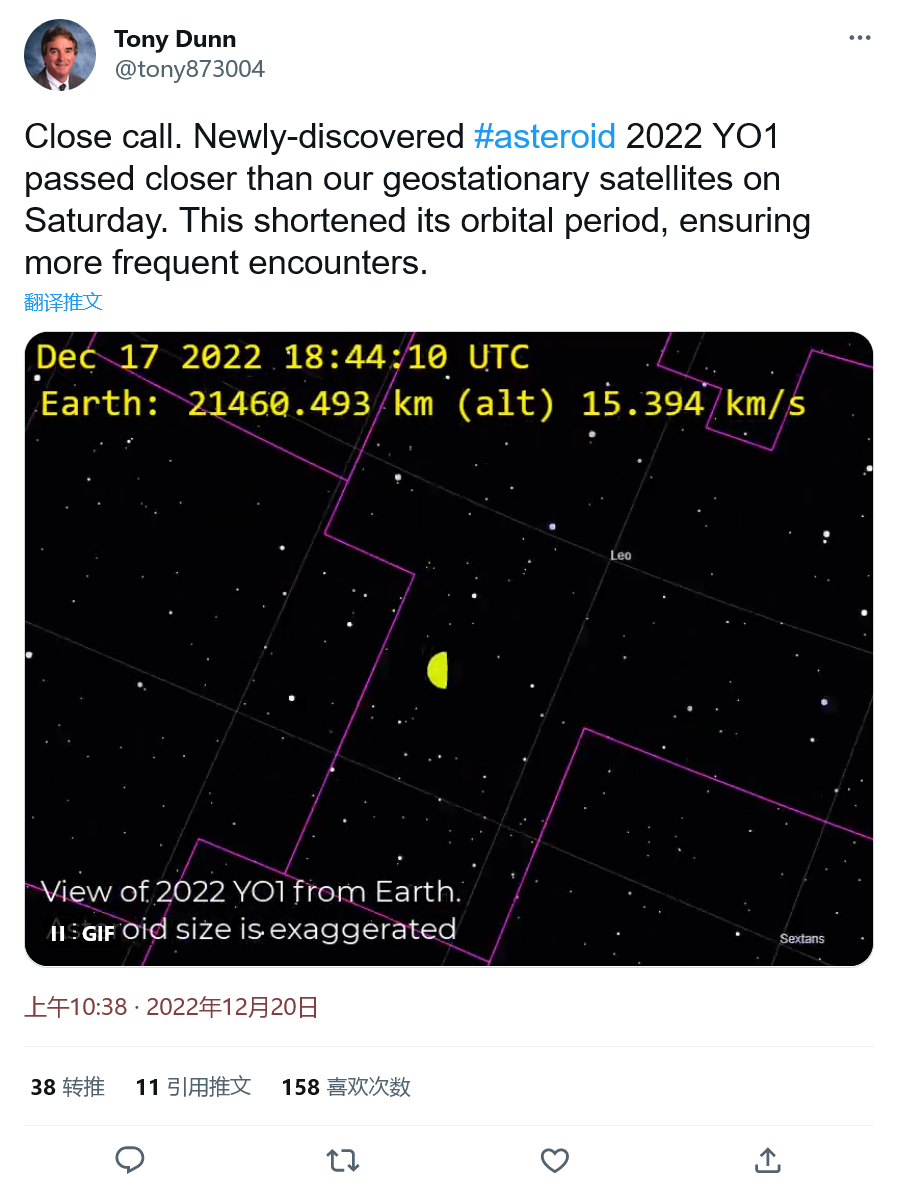 Tony Dunn
@tony873004
Close call. Newly-discovered #asteroid 2022 YO1
passed closer than our geostationary satellites on
Saturday. This shortened its orbital period, ensuring
more frequent encounters.
翻译推文
Dec 17 2022 18:44:10 UTC
Earth: 21460.493 km (alt) 15.394 km/s
Leo
View of 2022 YO1 from Earth.
Asteroid size is exaggerated
GIF
Sextans
上午10:38 · 2022年12月20日
38 转推 11 引用推文 158 喜欢次数